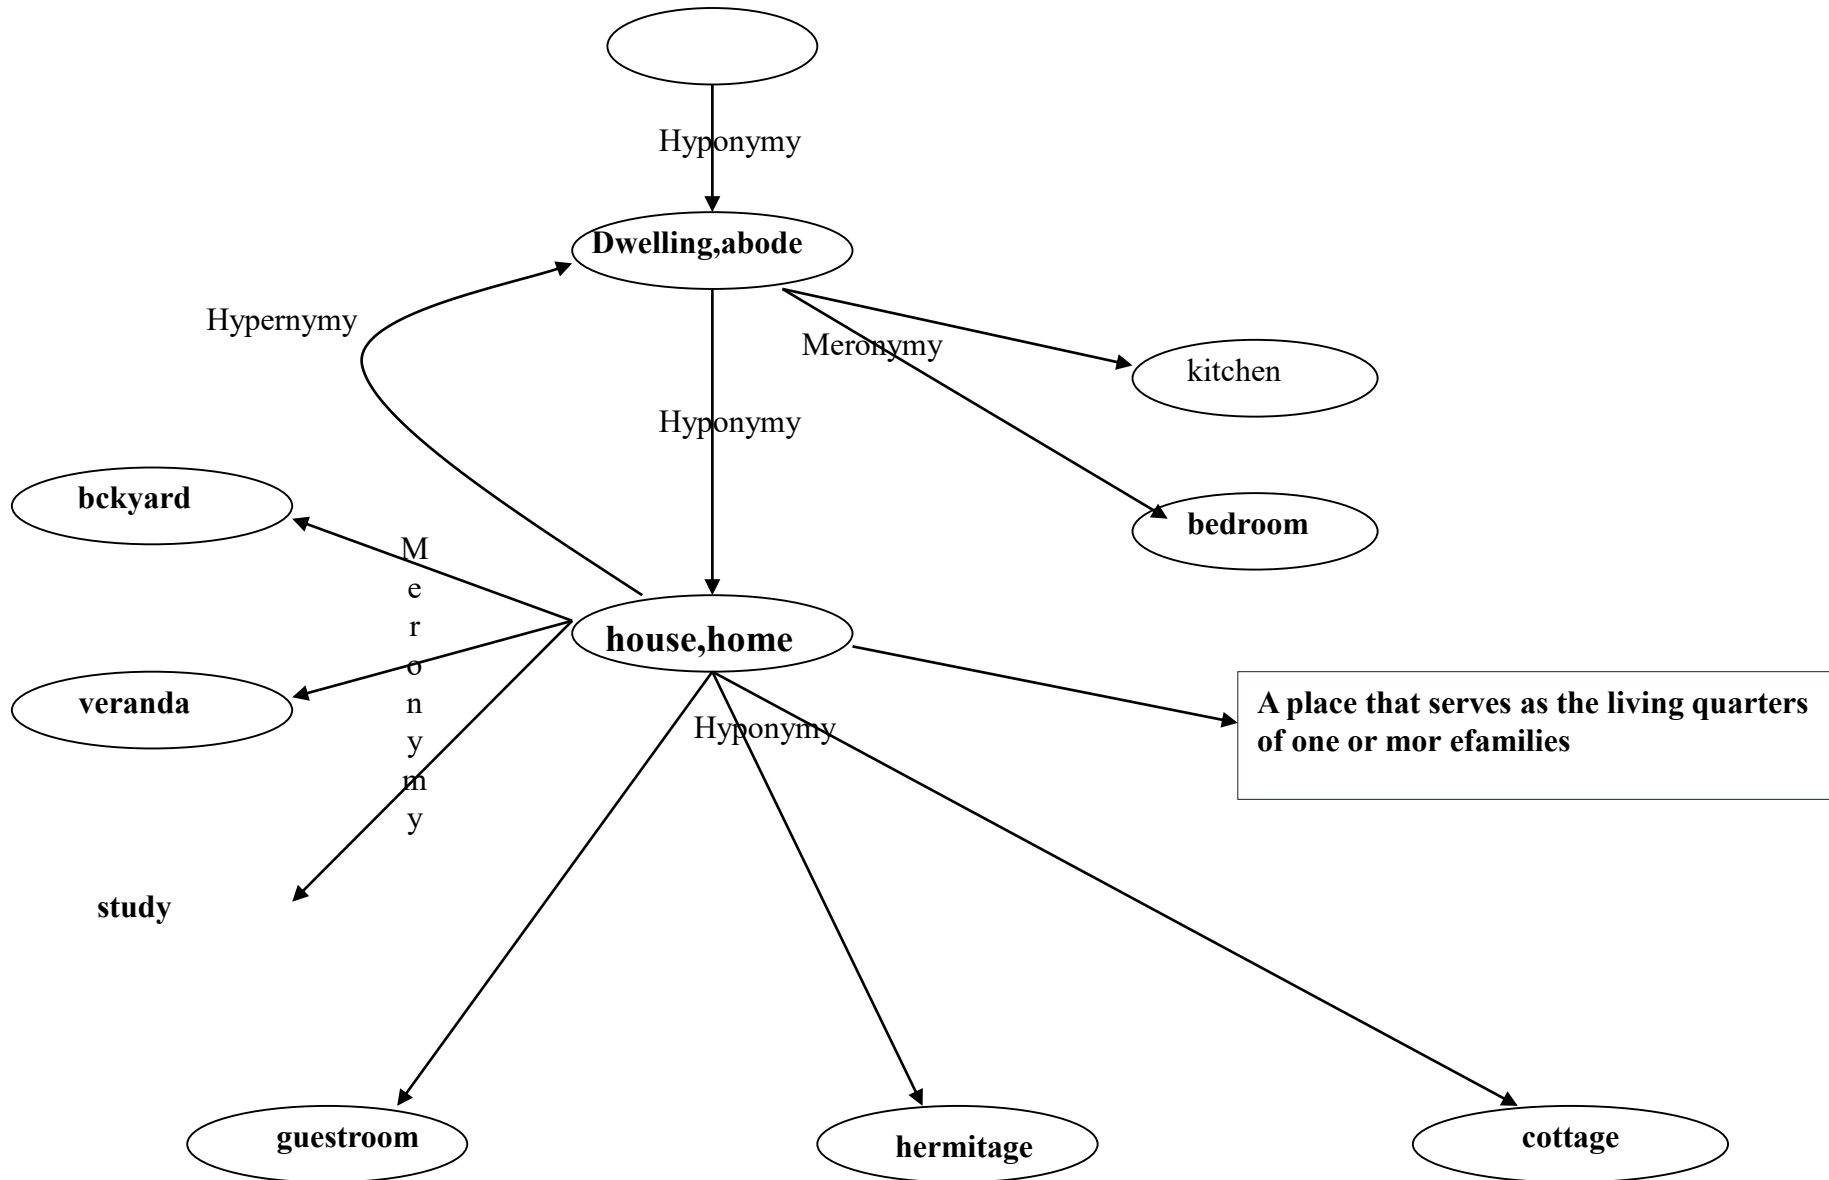 Hyponymy
Dwelling,abode
Hypernymy
Meronymy
kitchen
Hyponymy
bckyard
bedroom
M
e
r
o
n
y
m
y
house,home
veranda
A place that serves as the living quarters
of one or mor efamilies
Hyponymy
study
guestroom
hermitage
cottage